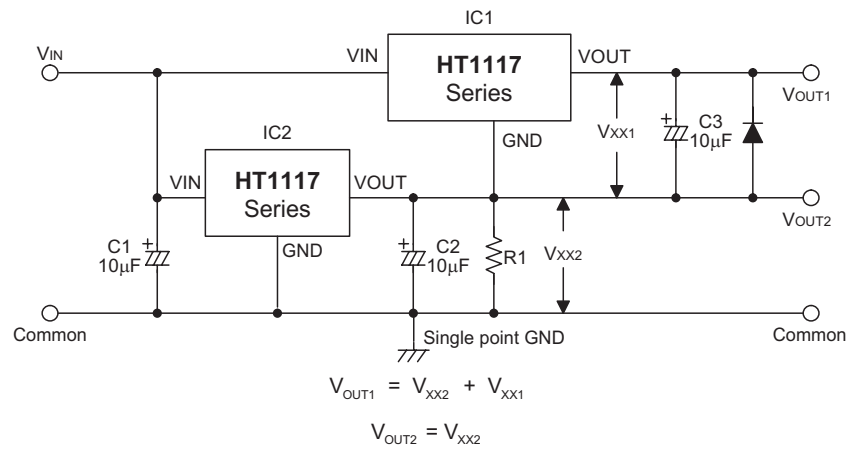 IC1
VIN
VIN
HT1117
Series
VOUT
VOUT1
GND
VXX1
C3
10μF
IC2
VIN
HT1117
Series
VOUT
VOUT2
GND
C1
10μF
C2
10μF
R1
VXX2
Common
Single point GND
Common
VOUT1 = VXX2 + VXX1
VOUT2 = VXX2